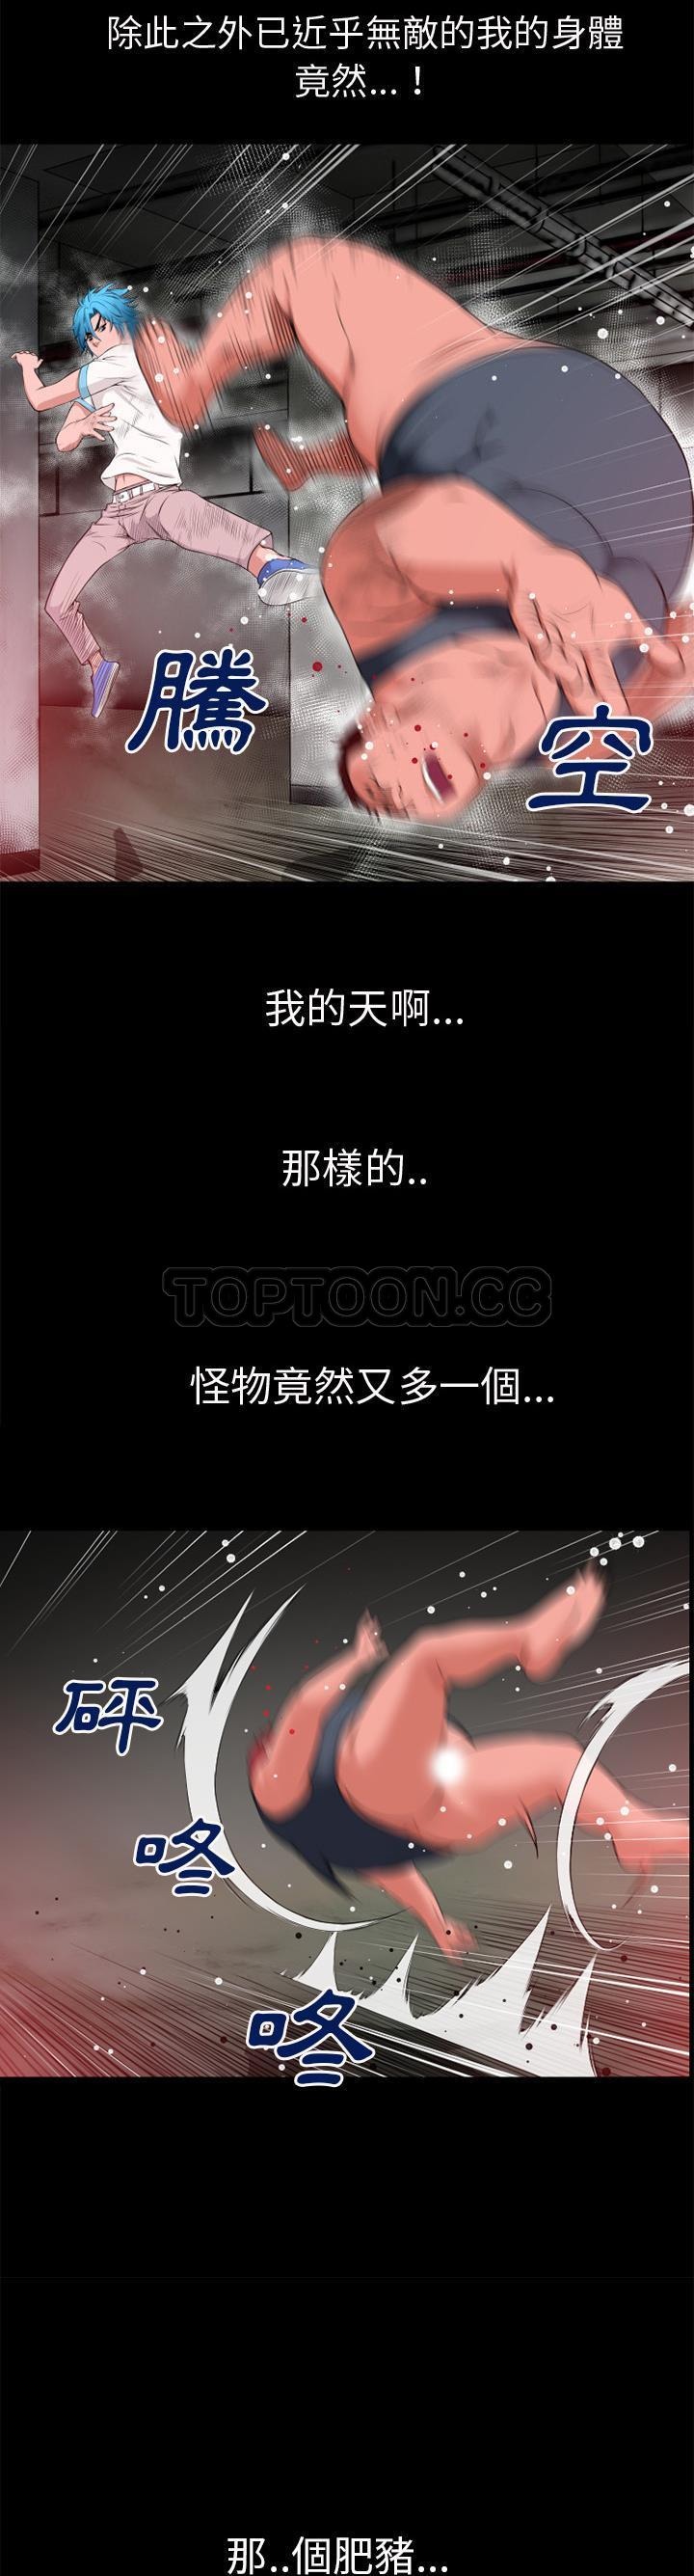 除此之外已近乎無敵的我的身體
竟然...！
騰
空
我的天啊...
那樣的..
TOPTOON.CC
怪物竟然又多一個...
砰
咚
咚
那..個肥豬...